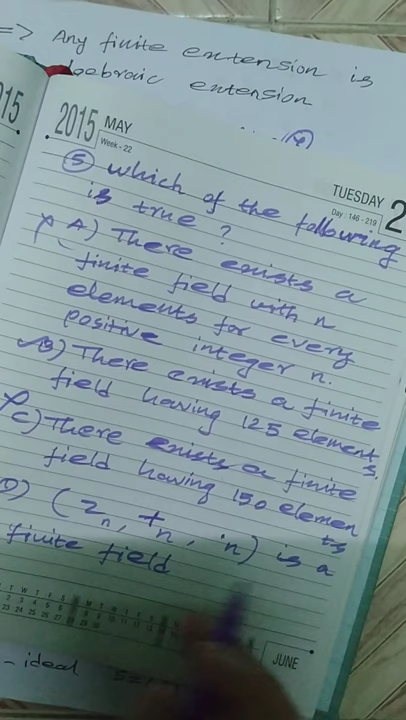 => Any finite extension is
algebraic extension
2015 MAY
Week - 22
TUESDAY
Day : 146 - 219
2
(5) Which of the following
is true ?
A) There exists a
finite field with n
elements for every
positive integer n.
B) There exists a finite
field having 125 elements.
C) There exists a finite
field having 150 elements
D) (Zn, +n, ·n) is a
finite field
JUNE
- ideal